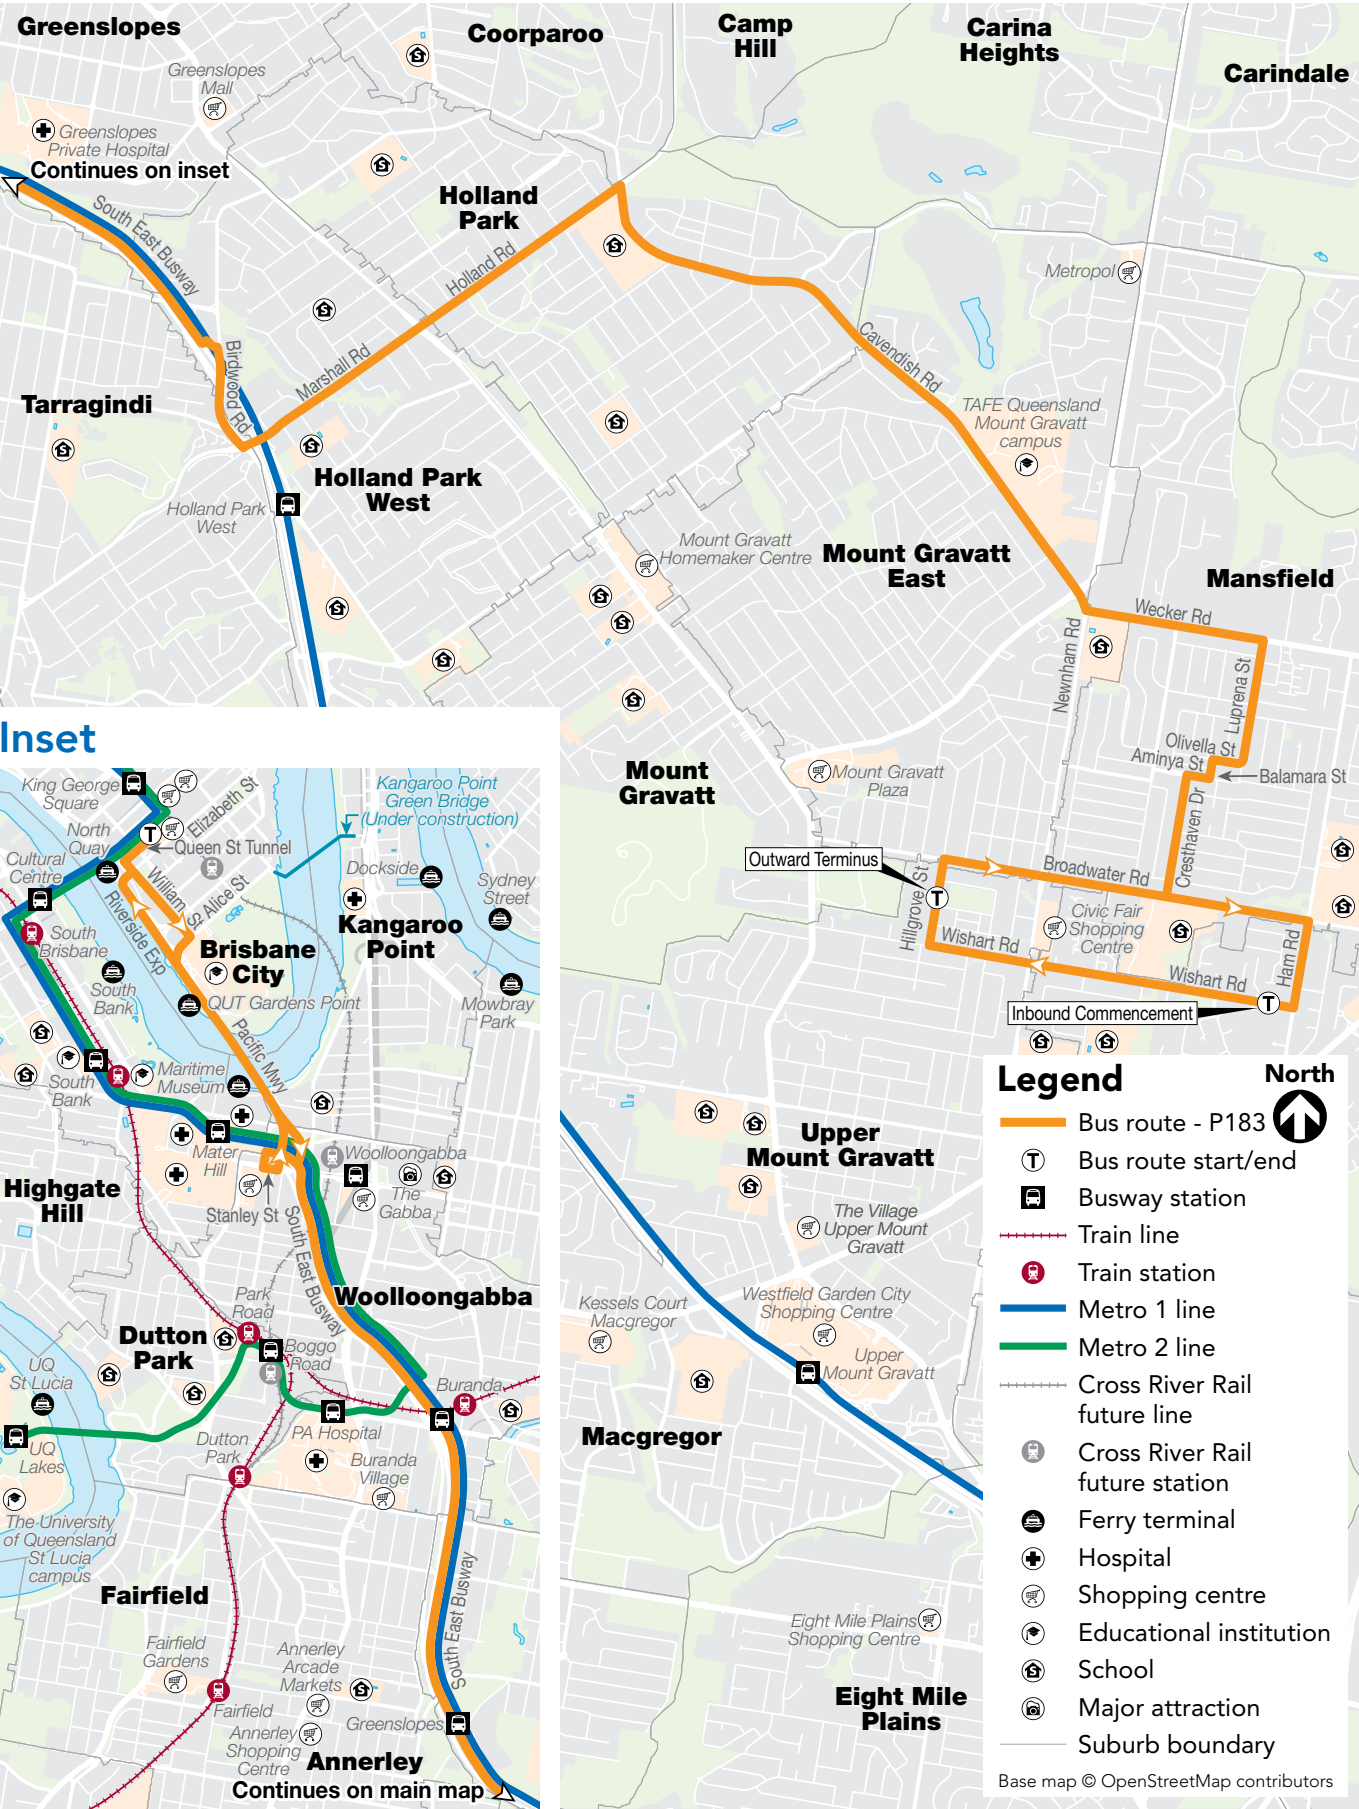 Greenslopes
Coorparoo
Camp
Hill
Carina
Heights
Carindale
Greenslopes
Mall
Greenslopes
Private Hospital
Continues on inset
South East Busway
Holland
Park
Holland Rd
Metropol
Birdwood Rd
Marshall Rd
Cavendish Rd
Tarragindi
TAFE Queensland
Mount Gravatt
campus
Holland Park
West
Holland Park
West
Mount Gravatt
Homemaker Centre
Mount Gravatt
East
Mansfield
Wecker Rd
Newnham Rd
Luprena St
Olivella St
Aminya St
Balamara St
Cresthaven Dr
Mount
Gravatt
Mount Gravatt
Plaza
Outward Terminus
T
Hillgrove St
Broadwater Rd
Civic Fair
Shopping
Centre
Wishart Rd
Wishart Rd
Ham Rd
Inbound Commencement
T
Upper
Mount Gravatt
The Village
Upper Mount
Gravatt
Kessels Court
Macgregor
Westfield Garden City
Shopping Centre
Upper
Mount Gravatt
Macgregor
Eight Mile Plains
Shopping Centre
Eight Mile
Plains
Inset
King George
Square
North
Quay
Cultural
Centre
T
Elizabeth St
Queen St Tunnel
William St
Alice St
Riverside Exp
Kangaroo Point
Green Bridge
(Under construction)
Dockside
Sydney
Street
Kangaroo
Point
Brisbane
City
South
Brisbane
South
Bank
QUT Gardens Point
Mowbray
Park
Pacific Mwy
Maritime
Museum
South
Bank
Mater
Hill
Woolloongabba
The
Gabba
Highgate
Hill
Stanley St
South East Busway
Woolloongabba
Park
Road
Dutton
Park
Boggo
Road
UQ
St Lucia
Buranda
UQ
Lakes
Dutton
Park
PA Hospital
Buranda
Village
The University
of Queensland
St Lucia
campus
Fairfield
South East Busway
Fairfield
Gardens
Annerley
Arcade
Markets
Fairfield
Annerley
Shopping
Centre
Greenslopes
Annerley
Continues on main map
Legend
North
Bus route - P183
T
Bus route start/end
Busway station
Train line
Train station
Metro 1 line
Metro 2 line
Cross River Rail
future line
Cross River Rail
future station
Ferry terminal
Hospital
Shopping centre
Educational institution
School
Major attraction
Suburb boundary
Base map © OpenStreetMap contributors